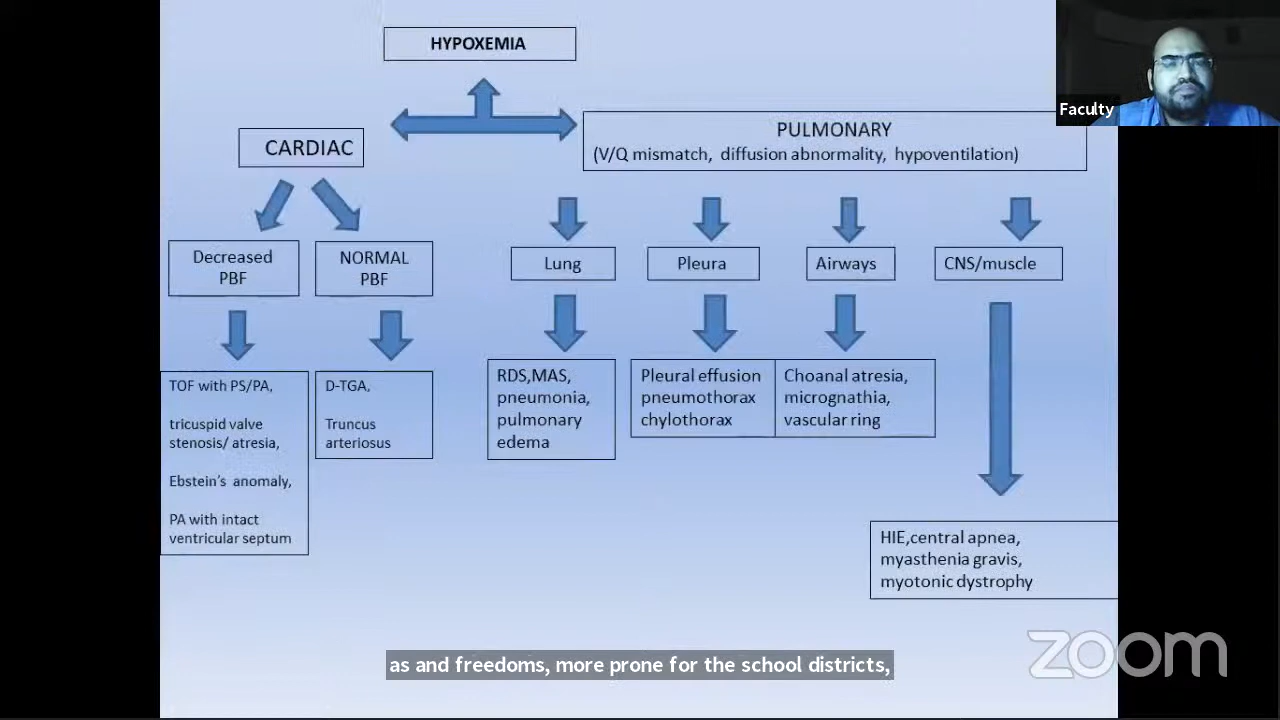 HYPOXEMIA
Faculty
CARDIAC
PULMONARY
(V/Q mismatch, diffusion abnormality, hypoventilation)
Decreased
PBF
NORMAL
PBF
Lung
Pleura
Airways
CNS/muscle
TOF with PS/PA,
tricuspid valve
stenosis/ atresia,
Ebstein's anomaly,
PA with intact
ventricular septum
D-TGA,
Truncus
arteriosus
RDS,MAS,
pneumonia,
pulmonary
edema
Pleural effusion
pneumothorax
chylothorax
Choanal atresia,
micrognathia,
vascular ring
HIE,central apnea,
myasthenia gravis,
myotonic dystrophy
as and freedoms, more prone for the school districts,
zoom